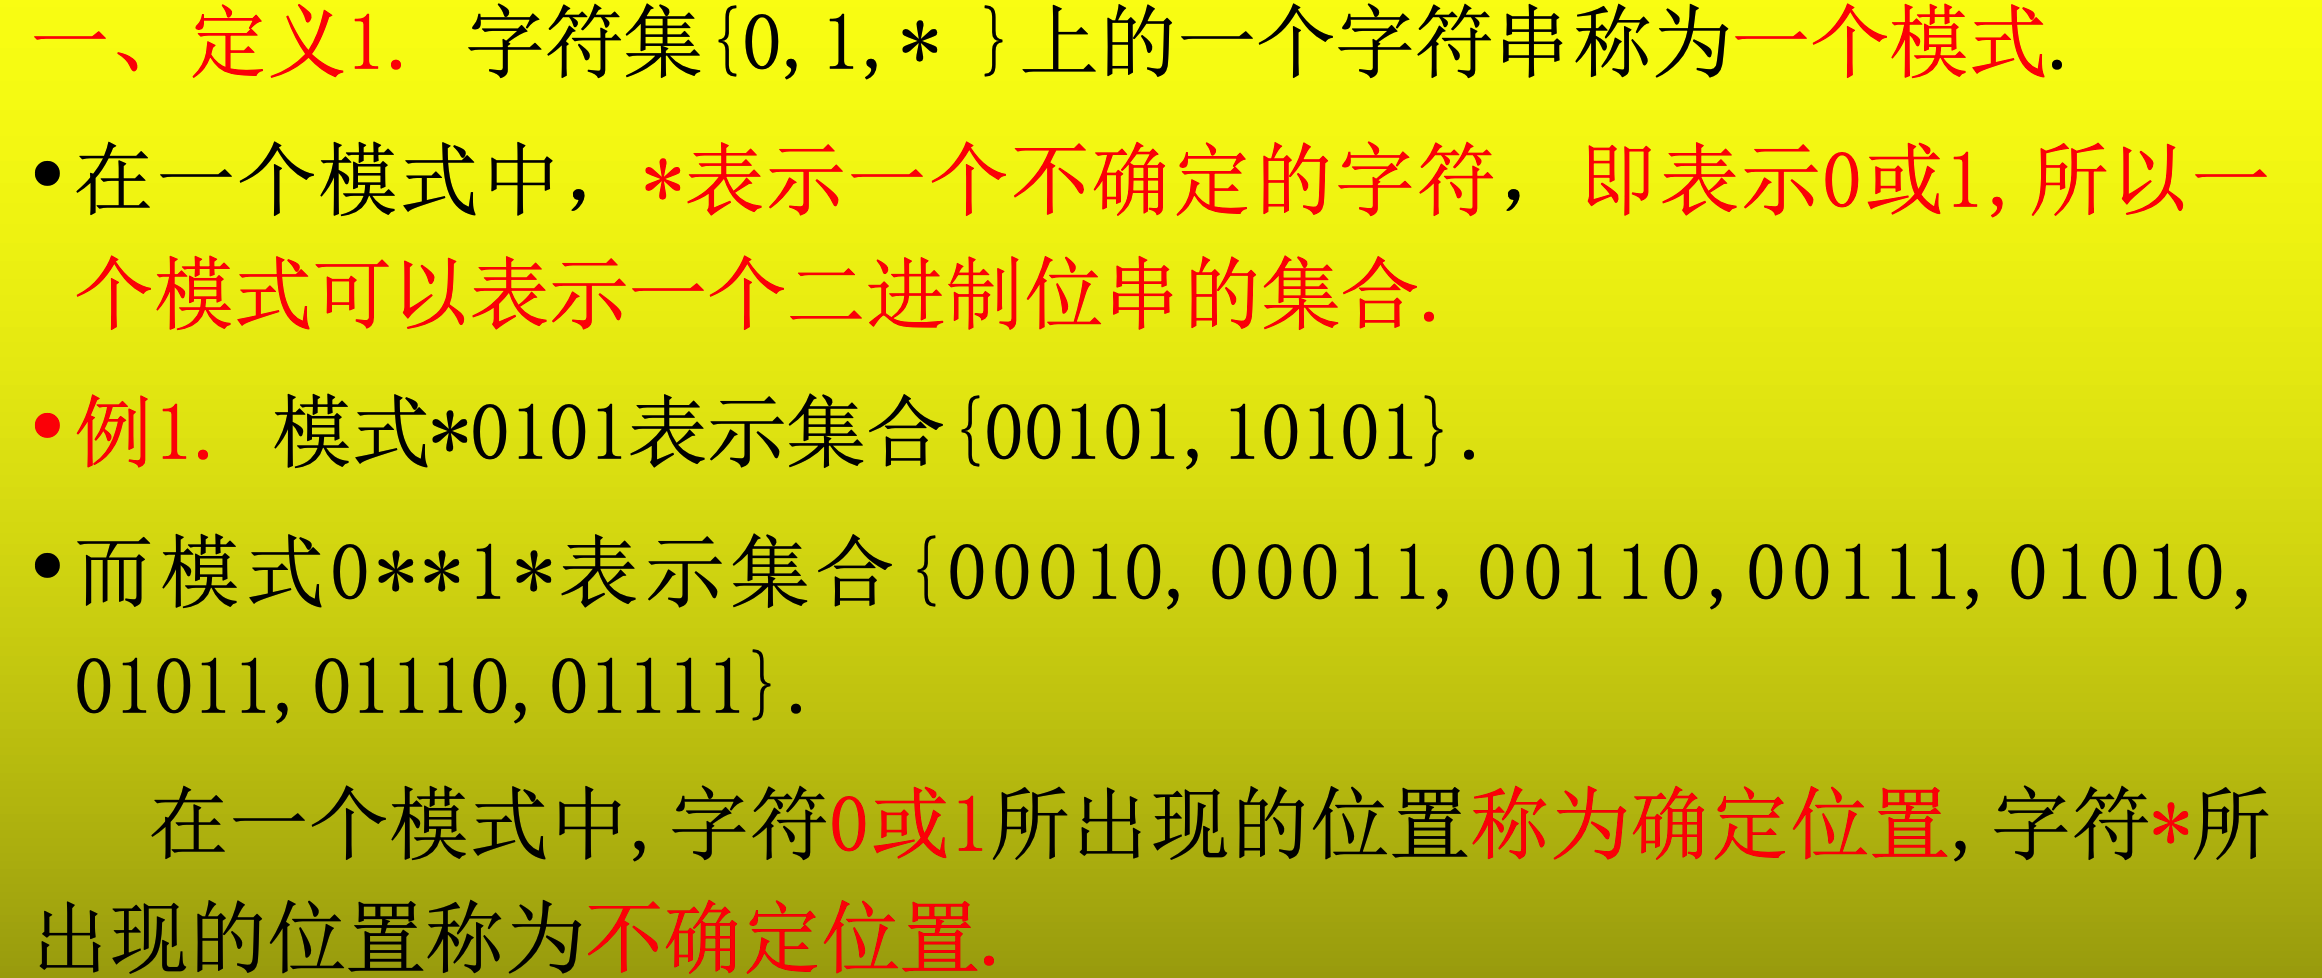 一、定义1. 字符集{0,1,* }上的一个字符串称为一个模式.
•在一个模式中，*表示一个不确定的字符，即表示0或1,所以一
个模式可以表示一个二进制位串的集合.
•例1. 模式*0101表示集合{00101,10101}.
•而模式0**1*表示集合{00010,00011,00110,00111,01010,
01011,01110,01111}.
在一个模式中,字符0或1所出现的位置称为确定位置,字符*所
出现的位置称为不确定位置.